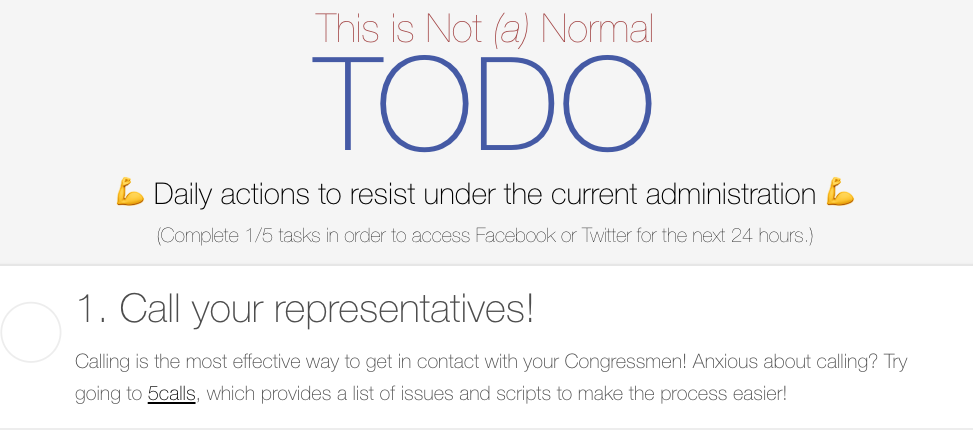 This is Not (a) Normal
TODO
💪 Daily actions to resist under the current administration 💪
(Complete 1/5 tasks in order to access Facebook or Twitter for the next 24 hours.)
1. Call your representatives!
Calling is the most effective way to get in contact with your Congressmen! Anxious about calling? Try
going to 5calls, which provides a list of issues and scripts to make the process easier!